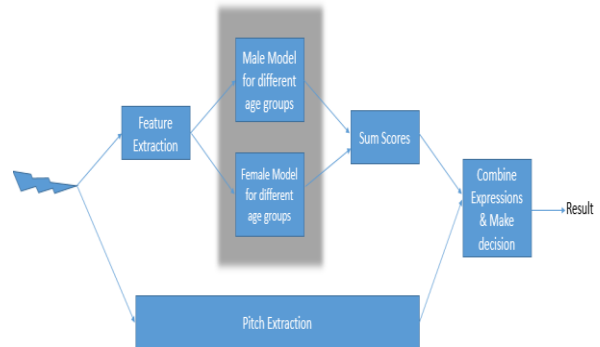 Male Model
for different
age groups
Feature
Extraction
Sum Scores
Female Model
for different
age groups
Combine
Expressions
& Make
decision
Result
Pitch Extraction